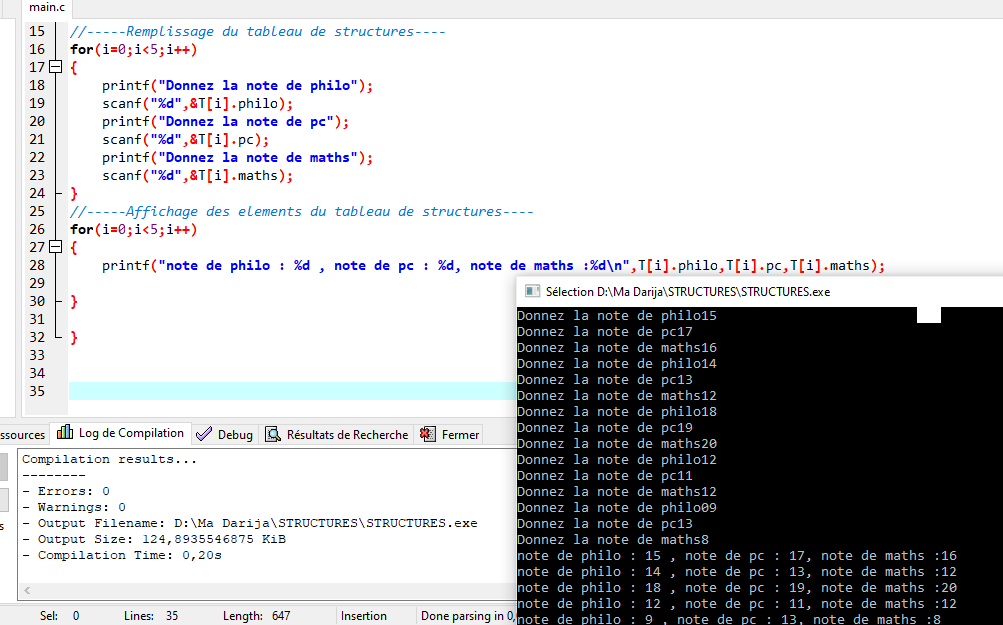 main.c
15 //-----Remplissage du tableau de structures----
16 for(i=0;i<5;i++)
17 {
18 printf("Donnez la note de philo");
19 scanf("%d",&T[i].philo);
20 printf("Donnez la note de pc");
21 scanf("%d",&T[i].pc);
22 printf("Donnez la note de maths");
23 scanf("%d",&T[i].maths);
24 }
25 //-----Affichage des elements du tableau de structures----
26 for(i=0;i<5;i++)
27 {
28 printf("note de philo : %d , note de pc : %d, note de maths :%d\n",T[i].philo,T[i].pc,T[i].maths);
29
30 }
31
32 }
33
34
35
ssources Log de Compilation Debug Résultats de Recherche Fermer
Compilation results...
--------
- Errors: 0
- Warnings: 0
- Output Filename: D:\Ma Darija\STRUCTURES\STRUCTURES.exe
- Output Size: 124,8935546875 KiB
- Compilation Time: 0,20s
s
<
Sel: 0 Lines: 35 Length: 647 Insertion Done parsing in 0,
Sélection D:\Ma Darija\STRUCTURES\STRUCTURES.exe
Donnez la note de philo15
Donnez la note de pc17
Donnez la note de maths16
Donnez la note de philo14
Donnez la note de pc13
Donnez la note de maths12
Donnez la note de philo18
Donnez la note de pc19
Donnez la note de maths20
Donnez la note de philo12
Donnez la note de pc11
Donnez la note de maths12
Donnez la note de philo09
Donnez la note de pc13
Donnez la note de maths8
note de philo : 15 , note de pc : 17, note de maths :16
note de philo : 14 , note de pc : 13, note de maths :12
note de philo : 18 , note de pc : 19, note de maths :20
note de philo : 12 , note de pc : 11, note de maths :12
note de philo : 9 , note de pc : 13, note de maths :8